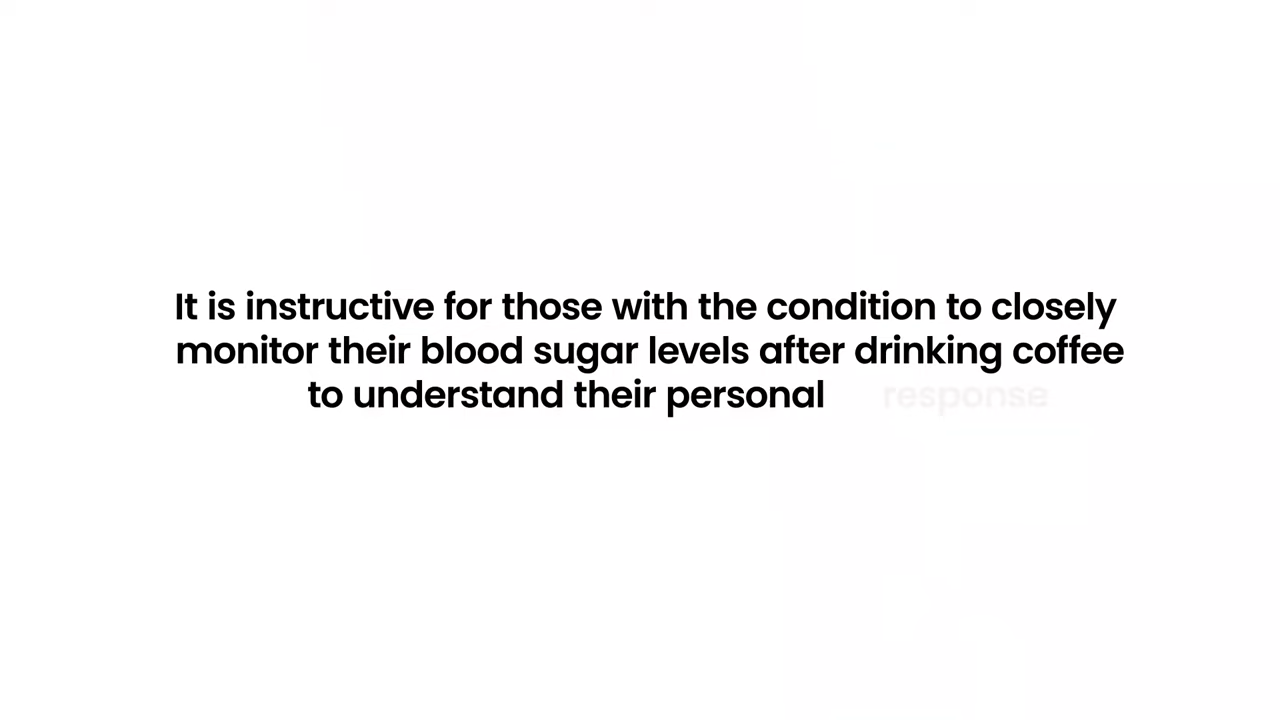 It is instructive for those with the condition to closely
monitor their blood sugar levels after drinking coffee
to understand their personal response